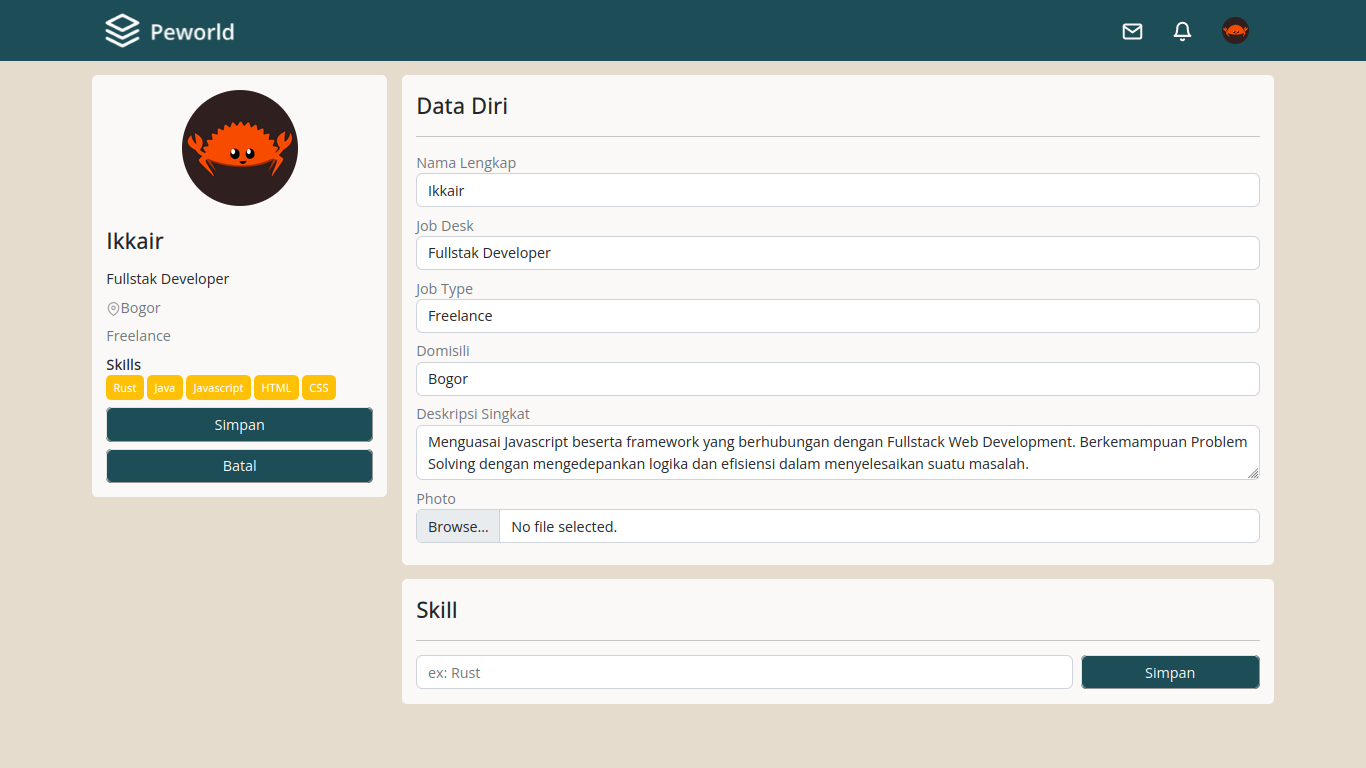 Peworld
Ikkair
Fullstak Developer
Bogor
Freelance
Skills
Rust Java Javascript HTML CSS
Simpan
Batal
Data Diri
Nama Lengkap
Ikkair
Job Desk
Fullstak Developer
Job Type
Freelance
Domisili
Bogor
Deskripsi Singkat
Menguasai Javascript beserta framework yang berhubungan dengan Fullstack Web Development. Berkemampuan Problem
Solving dengan mengedepankan logika dan efisiensi dalam menyelesaikan suatu masalah.
Photo
Browse... No file selected.
Skill
ex: Rust Simpan